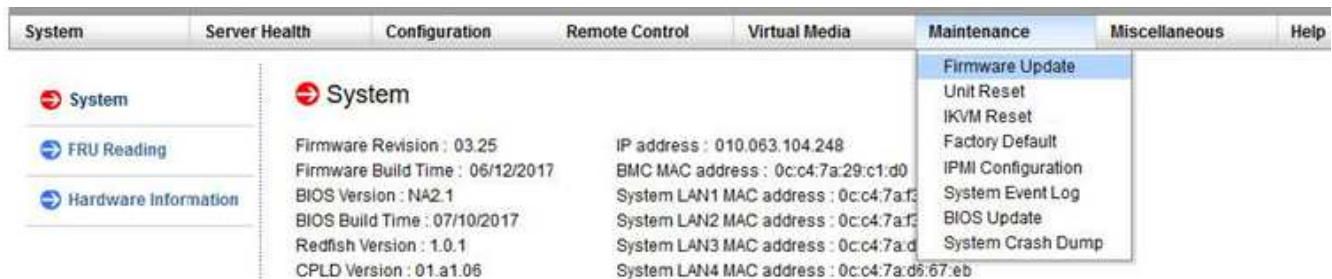 System Server Health Configuration Remote Control Virtual Media Maintenance Miscellaneous Help
Firmware Update
Unit Reset
IKVM Reset
Factory Default
IPMI Configuration
System Event Log
BIOS Update
System Crash Dump
System
FRU Reading
Hardware Information
System
Firmware Revision : 03.25
Firmware Build Time : 06/12/2017
BIOS Version : NA2.1
BIOS Build Time : 07/10/2017
Redfish Version : 1.0.1
CPLD Version : 01.a1.06
IP address : 010.063.104.248
BMC MAC address : 0c:c4:7a:29:c1:d0
System LAN1 MAC address : 0c:c4:7a:f3
System LAN2 MAC address : 0c:c4:7a:f3
System LAN3 MAC address : 0c:c4:7a:d
System LAN4 MAC address : 0c:c4:7a:d6:67:eb